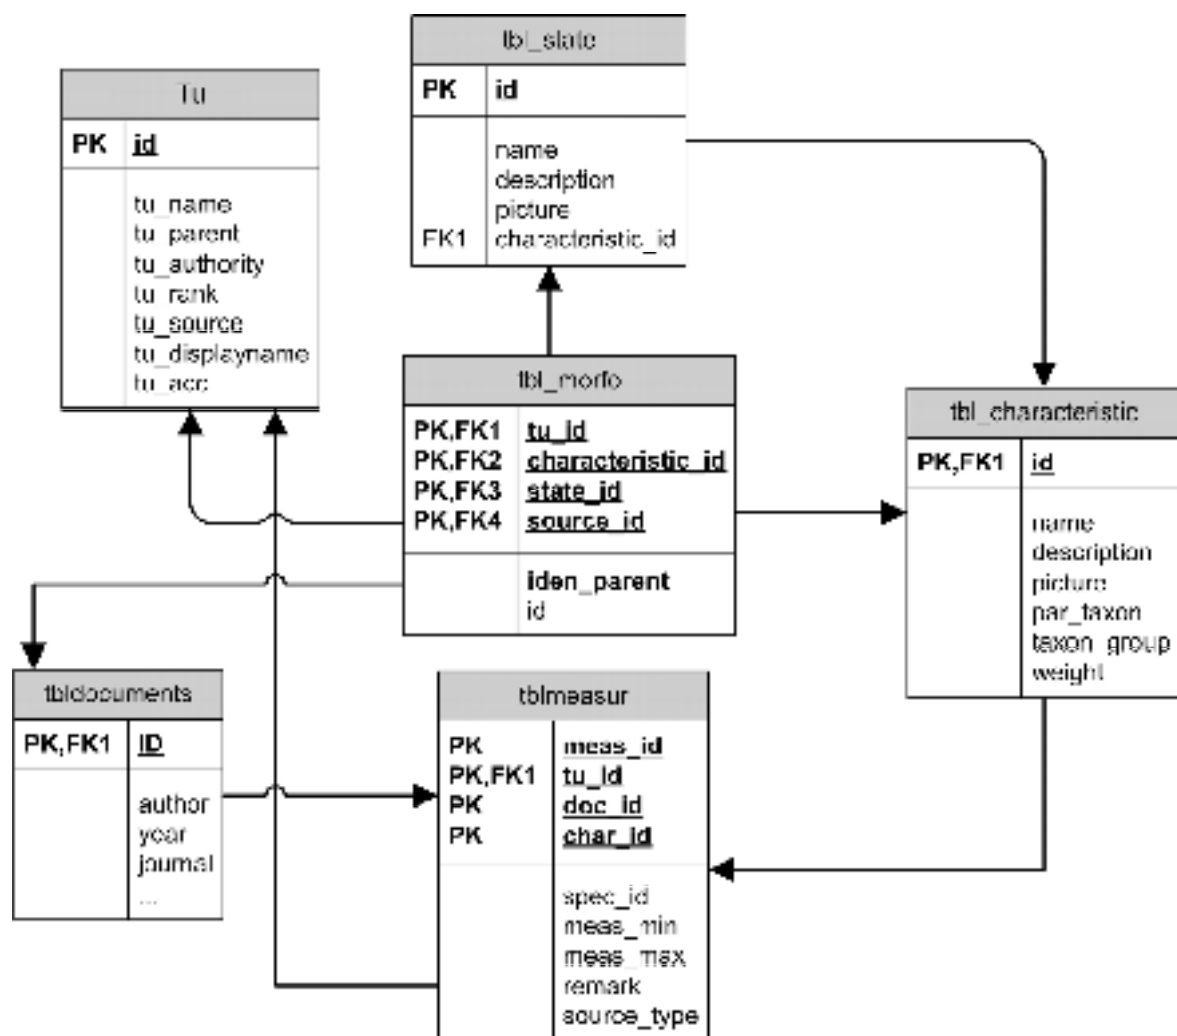 Tu
PK id
tu_name
tu_parent
tu_authority
tu_rank
tu_source
tu_displayname
tu_acc
tbl_state
PK id
name
description
picture
FK1 characteristic_id
tbl_morfo
PK,FK1 tu_id
PK,FK2 characteristic_id
PK,FK3 state_id
PK,FK4 source_id
iden_parent
id
tbl_characteristic
PK,FK1 id
name
description
picture
par_taxon
taxon_group
weight
tbldocuments
PK,FK1 ID
author
year
journal
...
tblmeasur
PK meas_id
PK,FK1 tu_id
PK doc_id
PK char_id
spec_id
meas_min
meas_max
remark
source_type